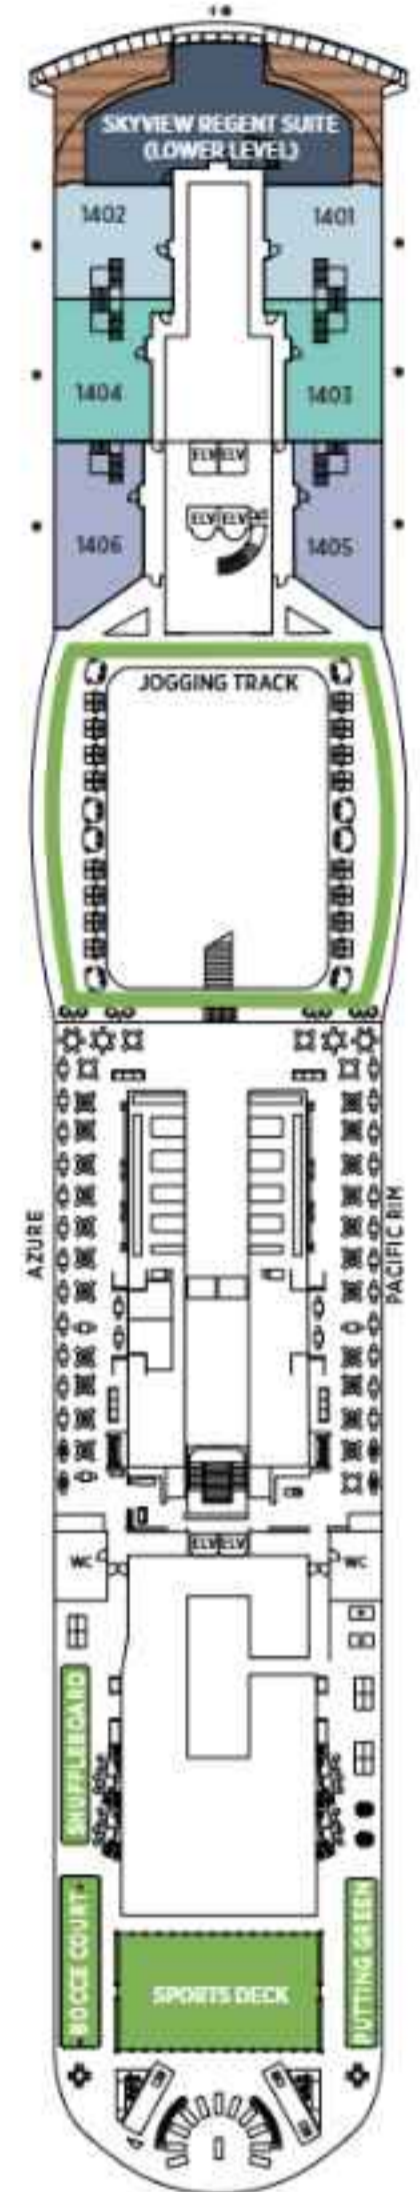 SKYVIEW REGENT SUITE
(LOWER LEVEL)
1402
1401
1404
1403
ELV ELV
ELV ELV
1406
1405
JOGGING TRACK
AZURE
PACIFIC RIM
ELV ELV
WC
WC
SHUFFLEBOARD
BOCCE COURT
SPORTS DECK
PUTTING GREEN